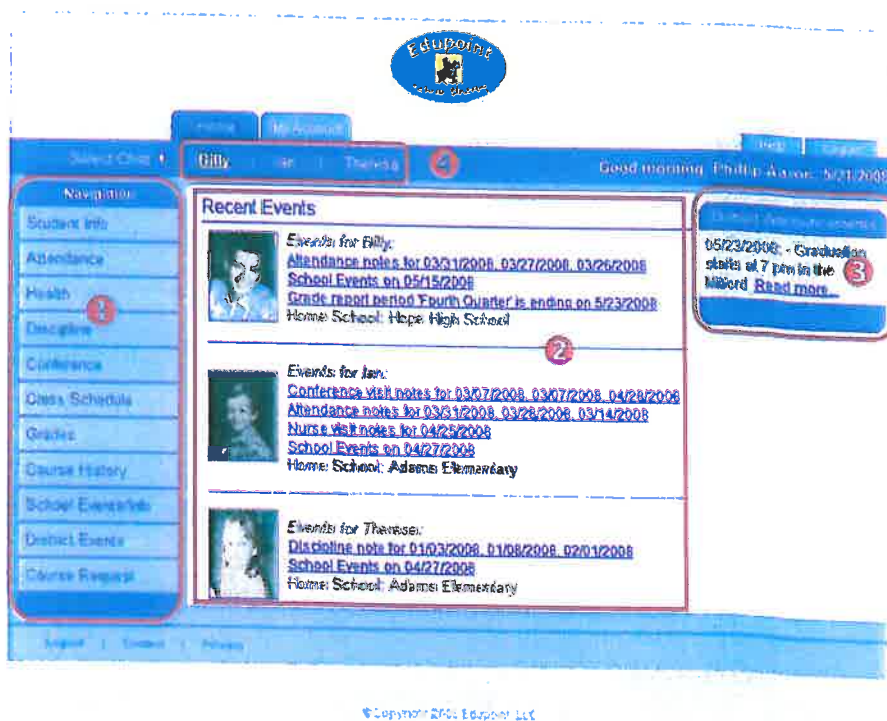 Edupoint
Home My Account
Help
Billy | Ian | Theresa 4 Good morning, Phillip Aaron, 5/21/2008
Navigation
Student Info
Attendance
Health
1
Discipline
Conference
Class Schedule
Grades
Course History
School Events/Info
District Events
Course Request
Recent Events
Events for Billy:
Attendance notes for 03/31/2008, 03/27/2008, 03/26/2008
School Events on 05/15/2008
Grade report period 'Fourth Quarter' is ending on 5/23/2008
Home School: Hope High School
2
Events for Ian:
Conference visit notes for 03/07/2008, 03/07/2008, 04/28/2008
Attendance notes for 03/31/2008, 03/28/2008, 03/14/2008
Nurse visit notes for 04/25/2008
School Events on 04/27/2008
Home School: Adams Elementary
Events for Theresa:
Discipline note for 01/03/2008, 01/08/2008, 02/01/2008
School Events on 04/27/2008
Home School: Adams Elementary
District Announcements
05/23/2008: - Graduation
starts at 7 pm in the
Milford Read more...
3
Support | Contact | Privacy
Edupoint LLC